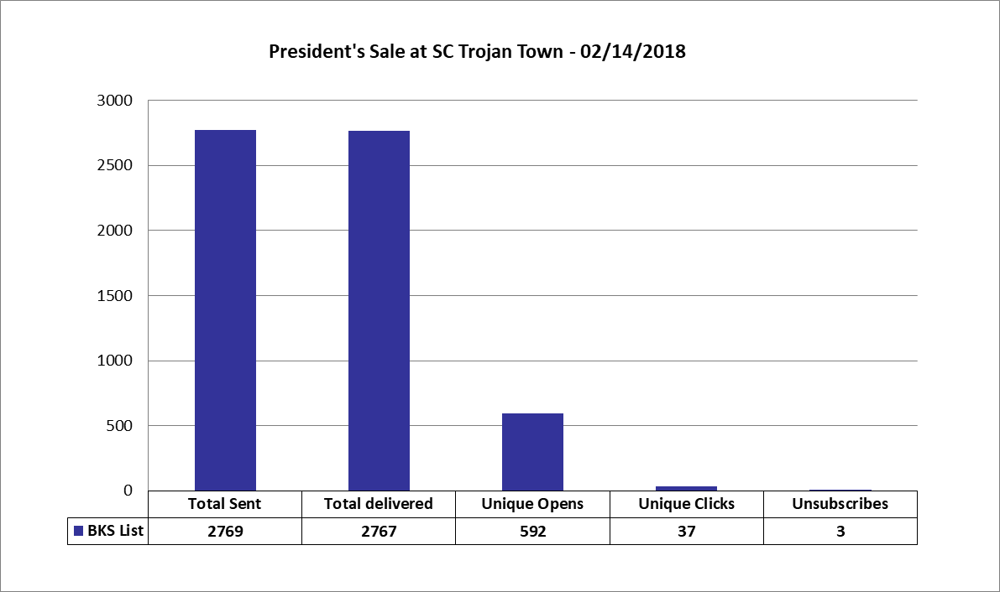 President's Sale at SC Trojan Town - 02/14/2018
3000
2500
2000
1500
1000
500
0
Total Sent Total delivered Unique Opens Unique Clicks Unsubscribes
BKS List 2769 2767 592 37 3